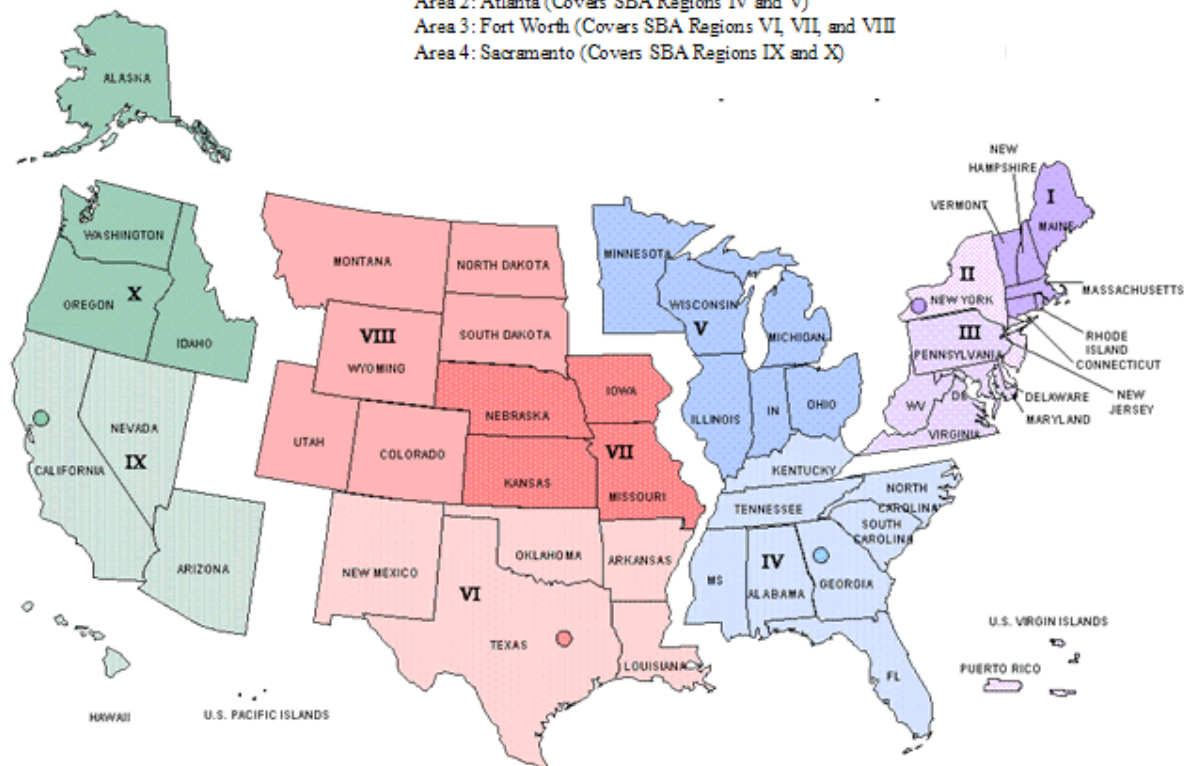 Area 2: Atlanta (Covers SBA Regions IV and V)
Area 3: Fort Worth (Covers SBA Regions VI, VII, and VIII
Area 4: Sacramento (Covers SBA Regions IX and X)
ALASKA
NEW
HAMPSHIRE
VERMONT
I
MAINE
WASHINGTON
MONTANA
NORTH DAKOTA
MINNESOTA
II
NEW YORK
MASSACHUSETTS
OREGON
X
IDAHO
VIII
WYOMING
SOUTH DAKOTA
WISCONSIN
V
MICHIGAN
III
PENNSYLVANIA
RHODE
ISLAND
CONNECTICUT
NEW
JERSEY
DELAWARE
MARYLAND
NEVADA
IX
CALIFORNIA
UTAH
COLORADO
NEBRASKA
IOWA
KANSAS
VII
MISSOURI
ILLINOIS
IN
OHIO
WV
VIRGINIA
KENTUCKY
TENNESSEE
NORTH
CAROLINA
SOUTH
CAROLINA
ARIZONA
NEW MEXICO
OKLAHOMA
ARKANSAS
VI
TEXAS
LOUISIANA
MS
IV
ALABAMA
GEORGIA
FL
HAWAII
U.S. PACIFIC ISLANDS
U.S. VIRGIN ISLANDS
PUERTO RICO